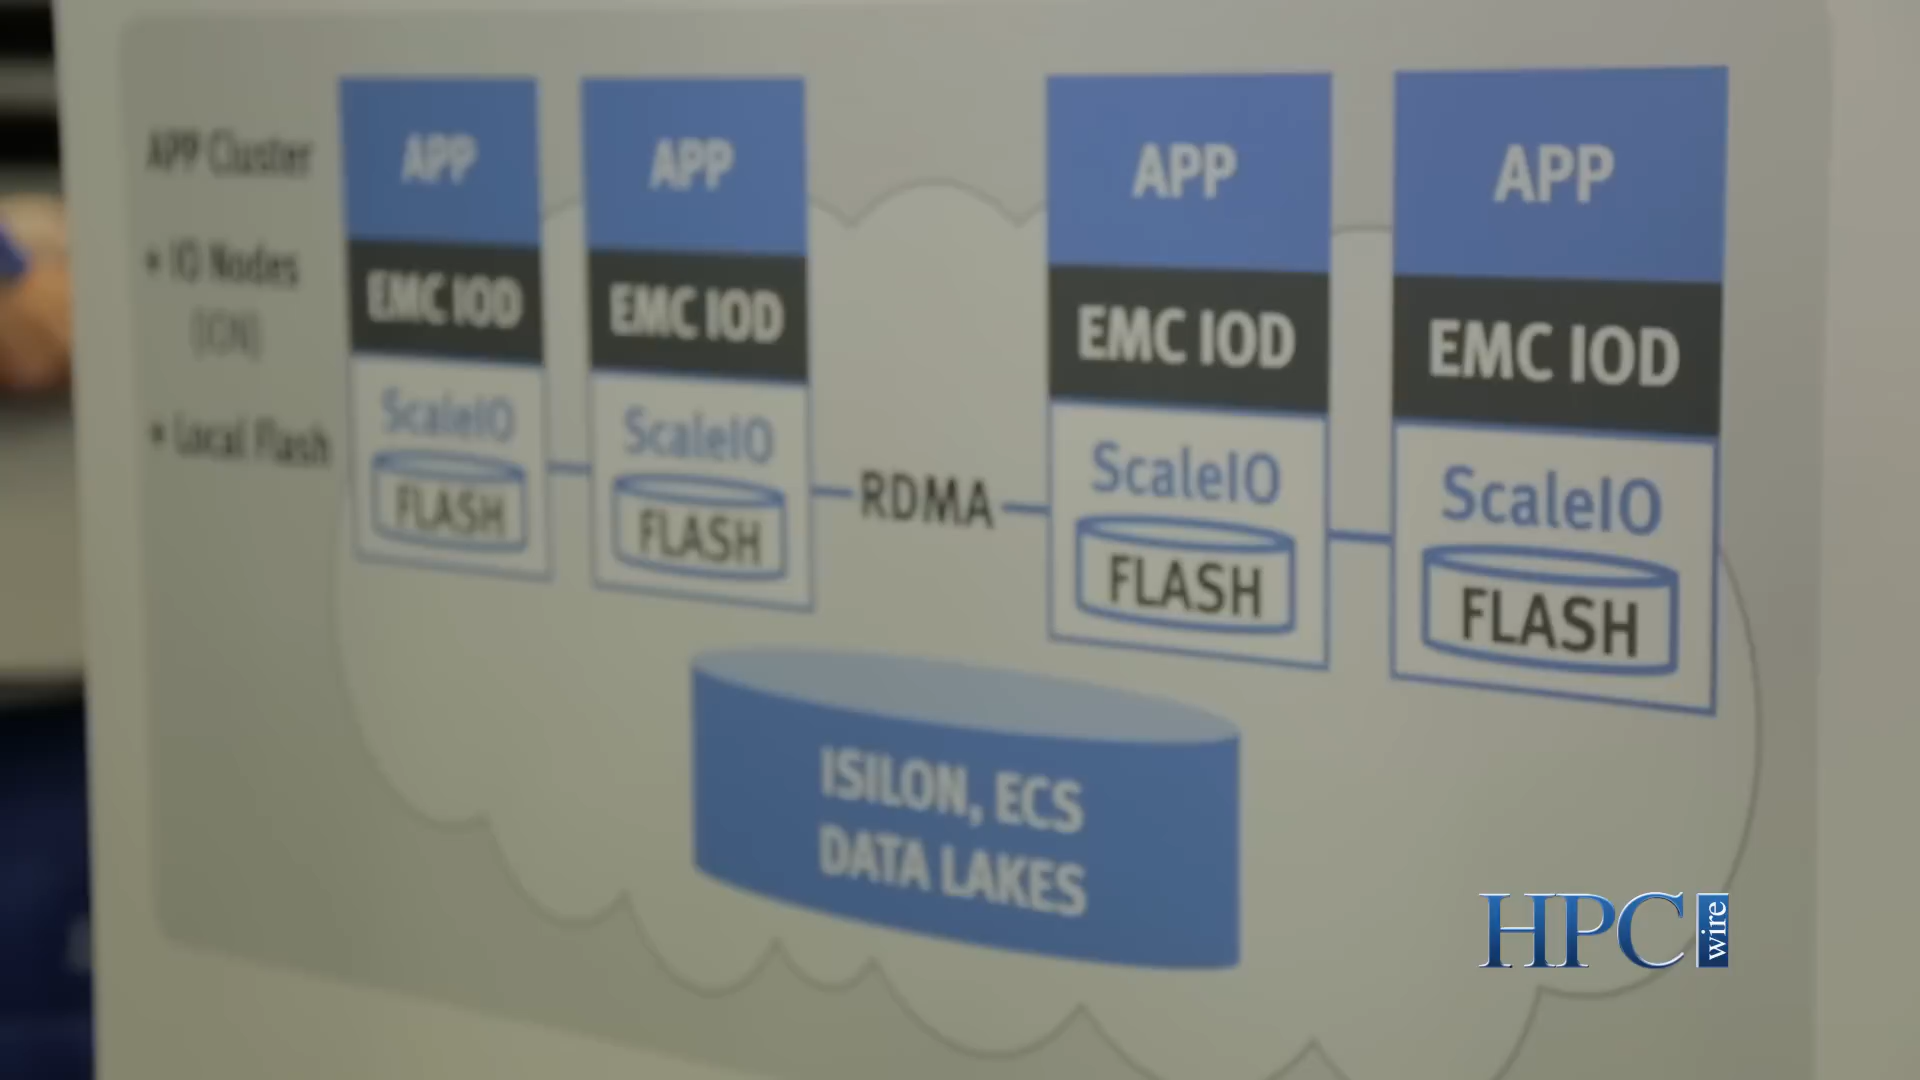 APP Cluster
• IO Nodes
(ION)
• Local Flash
APP
EMC IOD
ScaleIO
FLASH
APP
EMC IOD
ScaleIO
FLASH
RDMA
APP
EMC IOD
ScaleIO
FLASH
APP
EMC IOD
ScaleIO
FLASH
ISILON, ECS
DATA LAKES
HPC wire